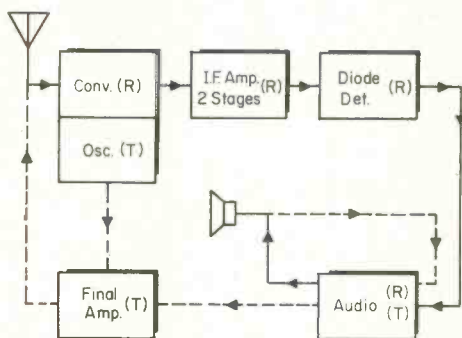 Conv. (R)
Osc. (T)
I.F. Amp. (R)
2 Stages
Diode (R)
Det.
Final (T)
Amp.
Audio (R)
(T)